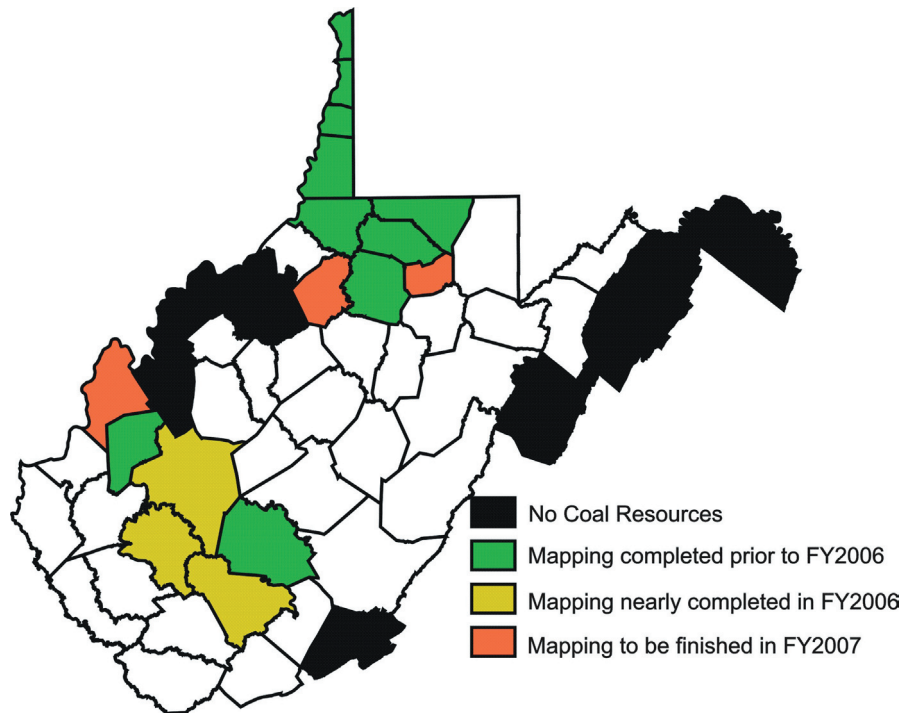 No Coal Resources
Mapping completed prior to FY2006
Mapping nearly completed in FY2006
Mapping to be finished in FY2007